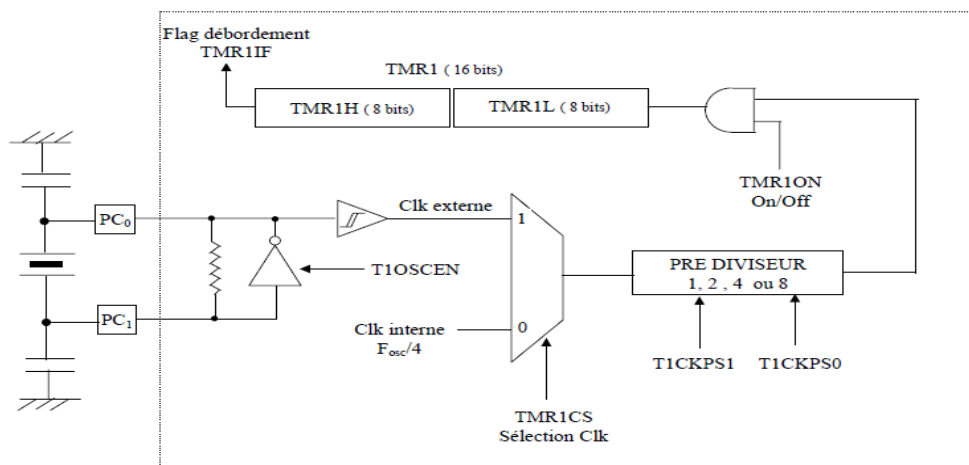 Flag débordement
TMR1IF
TMR1 ( 16 bits)
TMR1H ( 8 bits)
TMR1L ( 8 bits)
TMR1ON
On/Off
PC0
Clk externe
1
T1OSCEN
PRE DIVISEUR
1, 2 , 4 ou 8
PC1
Clk interne
Fosc/4
0
T1CKPS1
T1CKPS0
TMR1CS
Sélection Clk